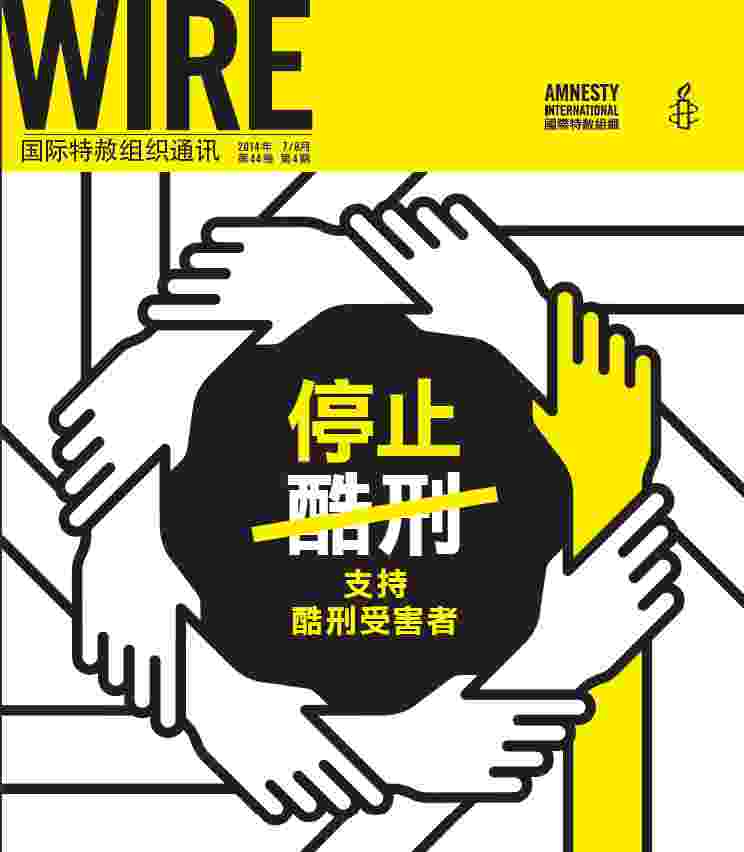 WIRE
国际特赦组织通讯
2014年 7/8月
第44卷 第4期
AMNESTY
INTERNATIONAL
國際特赦組織
停止
酷刑
支持
酷刑受害者